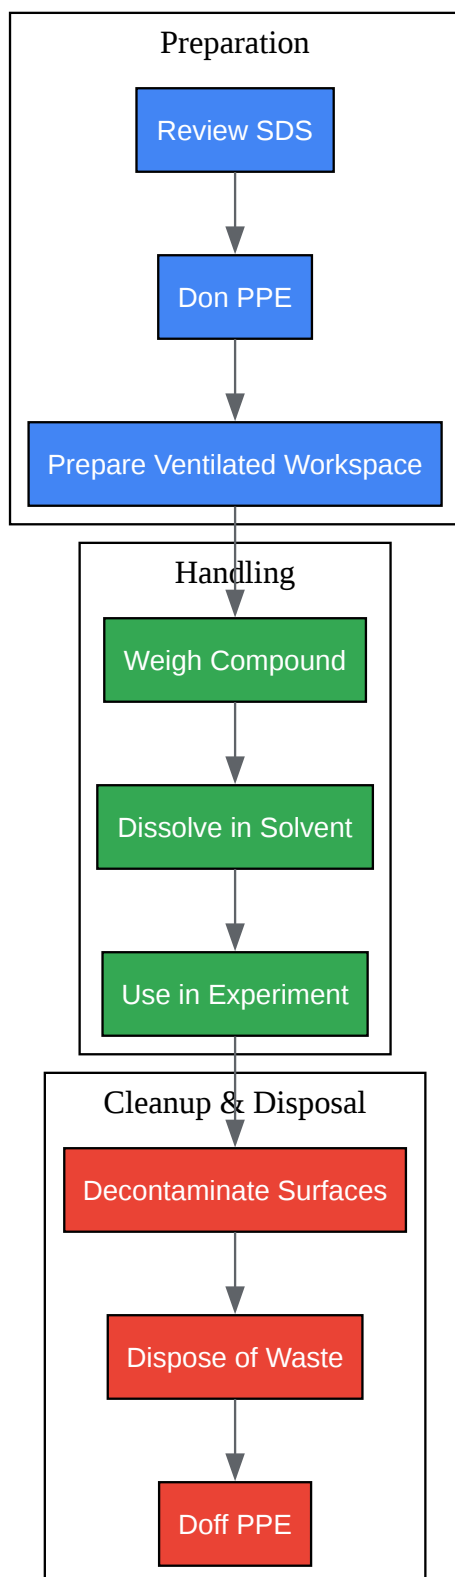 Preparation
Review SDS
Don PPE
Prepare Ventilated Workspace
Handling
Weigh Compound
Dissolve in Solvent
Use in Experiment
Cleanup & Disposal
Decontaminate Surfaces
Dispose of Waste
Doff PPE